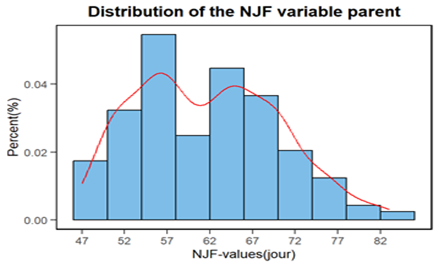 Distribution of the NJF variable parent
Percent(%)
0.04
0.02
0.00
47 52 57 62 67 72 77 82
NJF-values(jour)